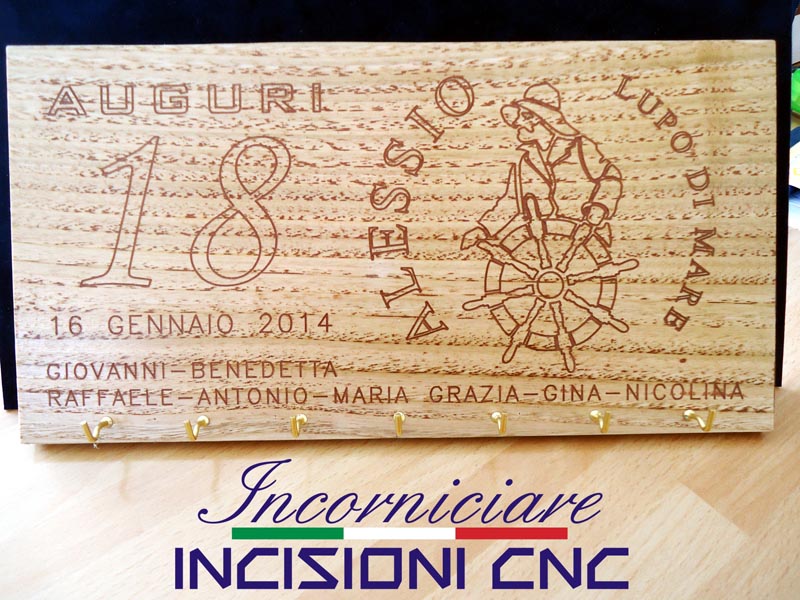 AUGURI
18
ALESSIO
LUPO DI MARE
16 GENNAIO 2014
GIOVANNI-BENEDETTA
RAFFAELE-ANTONIO-MARIA GRAZIA-GINA-NICOLINA
Incorniciare
INCISIONI CNC